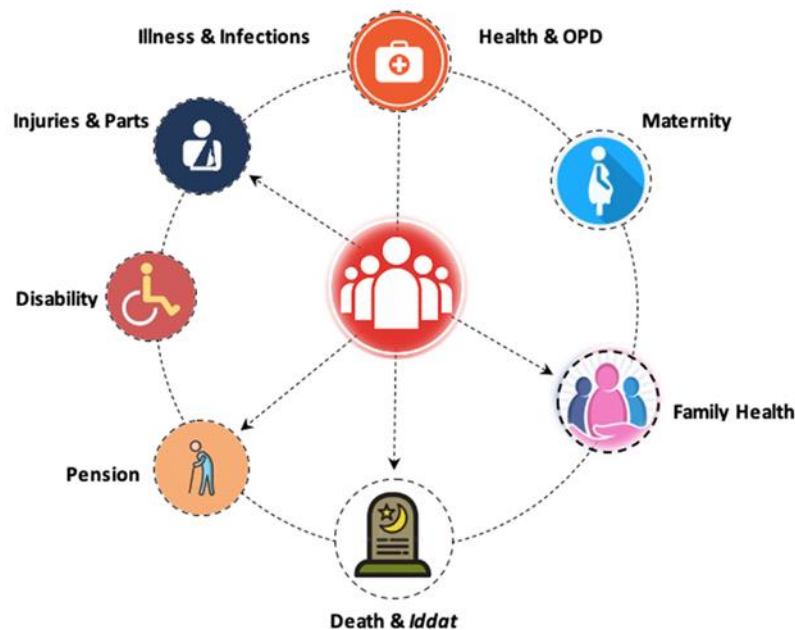 Illness & Infections
Health & OPD
Injuries & Parts
Maternity
Disability
Family Health
Pension
Death & Iddat